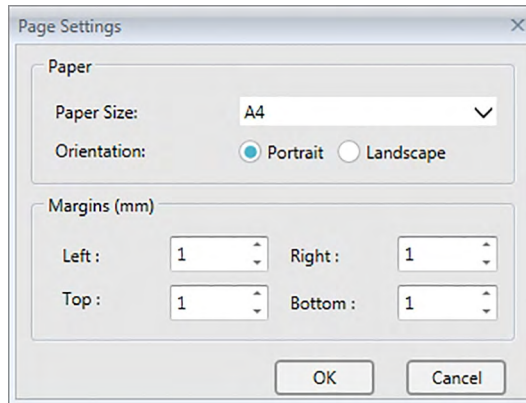 Page Settings
Paper
Paper Size: A4
Orientation: Portrait Landscape
Margins (mm)
Left : 1 Right : 1
Top : 1 Bottom : 1
OK Cancel